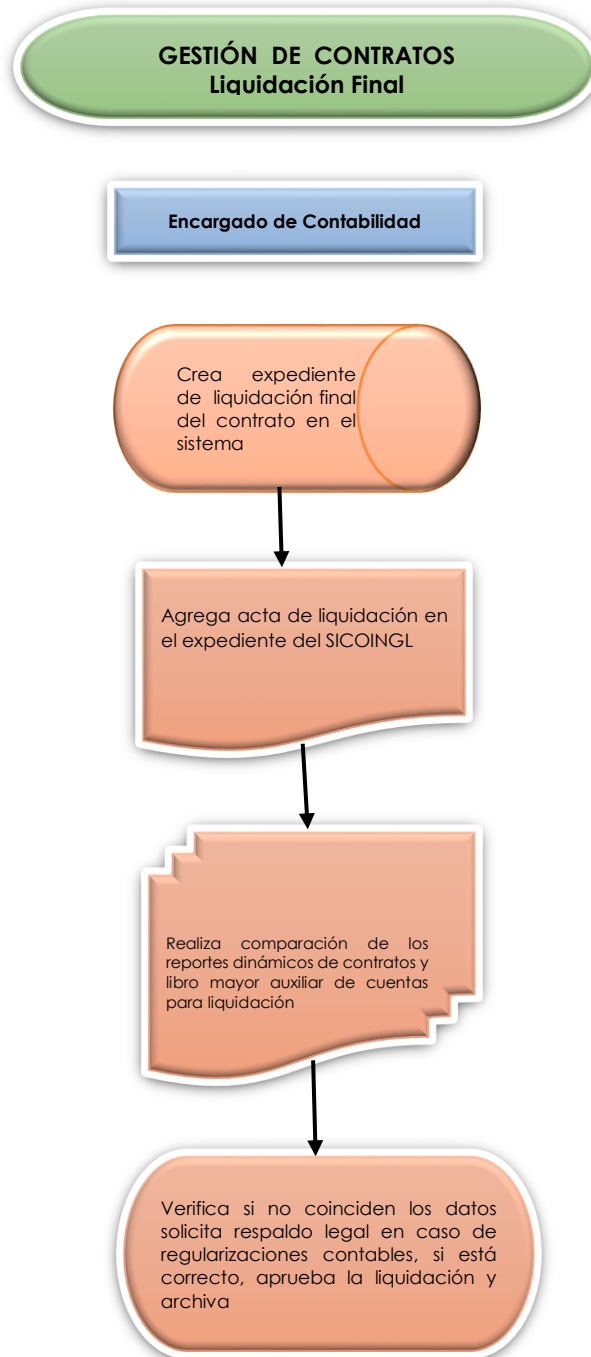 GESTIÓN DE CONTRATOS
Liquidación Final
Encargado de Contabilidad
Crea expediente
de liquidación final
del contrato en el
sistema
Agrega acta de liquidación en
el expediente del SICOINGL
Realiza comparación de los
reportes dinámicos de contratos y
libro mayor auxiliar de cuentas
para liquidación
Verifica si no coinciden los datos
solicita respaldo legal en caso de
regularizaciones contables, si está
correcto, aprueba la liquidación y
archiva